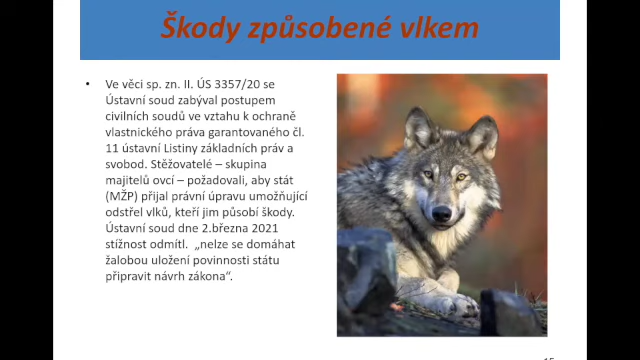 Škody způsobené vlkem
• Ve věci sp. zn. II. ÚS 3357/20 se
Ústavní soud zabýval postupem
civilních soudů ve vztahu k ochraně
vlastnického práva garantovaného čl.
11 ústavní Listiny základních práv a
svobod. Stěžovatelé – skupina
majitelů ovcí – požadovali, aby stát
(MŽP) přijal právní úpravu umožňující
odstřel vlků, kteří jim působí škody.
Ústavní soud dne 2.března 2021
stížnost odmítl. „nelze se domáhat
žalobou uložení povinnosti státu
připravit návrh zákona“.